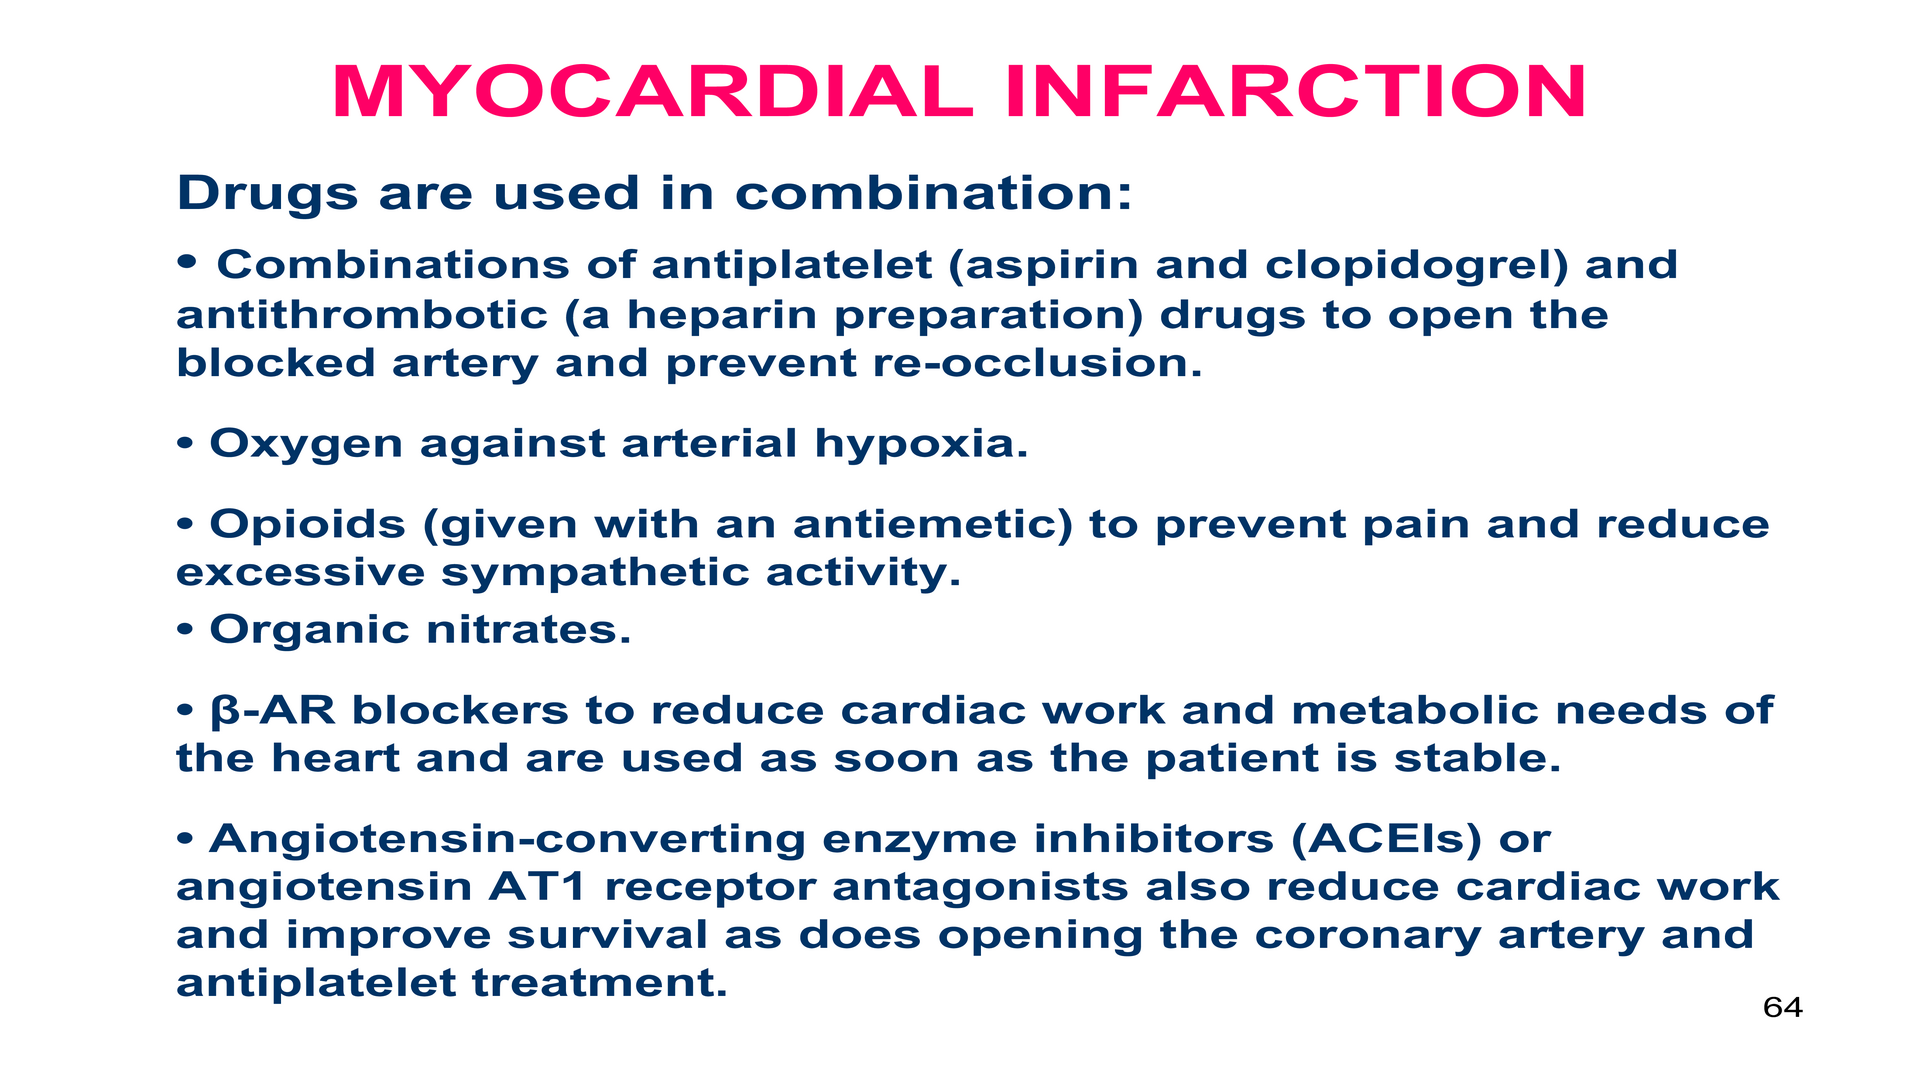 MYOCARDIAL INFARCTION
Drugs are used in combination:
• Combinations of antiplatelet (aspirin and clopidogrel) and
antithrombotic (a heparin preparation) drugs to open the
blocked artery and prevent re-occlusion.
• Oxygen against arterial hypoxia.
• Opioids (given with an antiemetic) to prevent pain and reduce
excessive sympathetic activity.
• Organic nitrates.
• β-AR blockers to reduce cardiac work and metabolic needs of
the heart and are used as soon as the patient is stable.
• Angiotensin-converting enzyme inhibitors (ACEIs) or
angiotensin AT1 receptor antagonists also reduce cardiac work
and improve survival as does opening the coronary artery and
antiplatelet treatment.
64